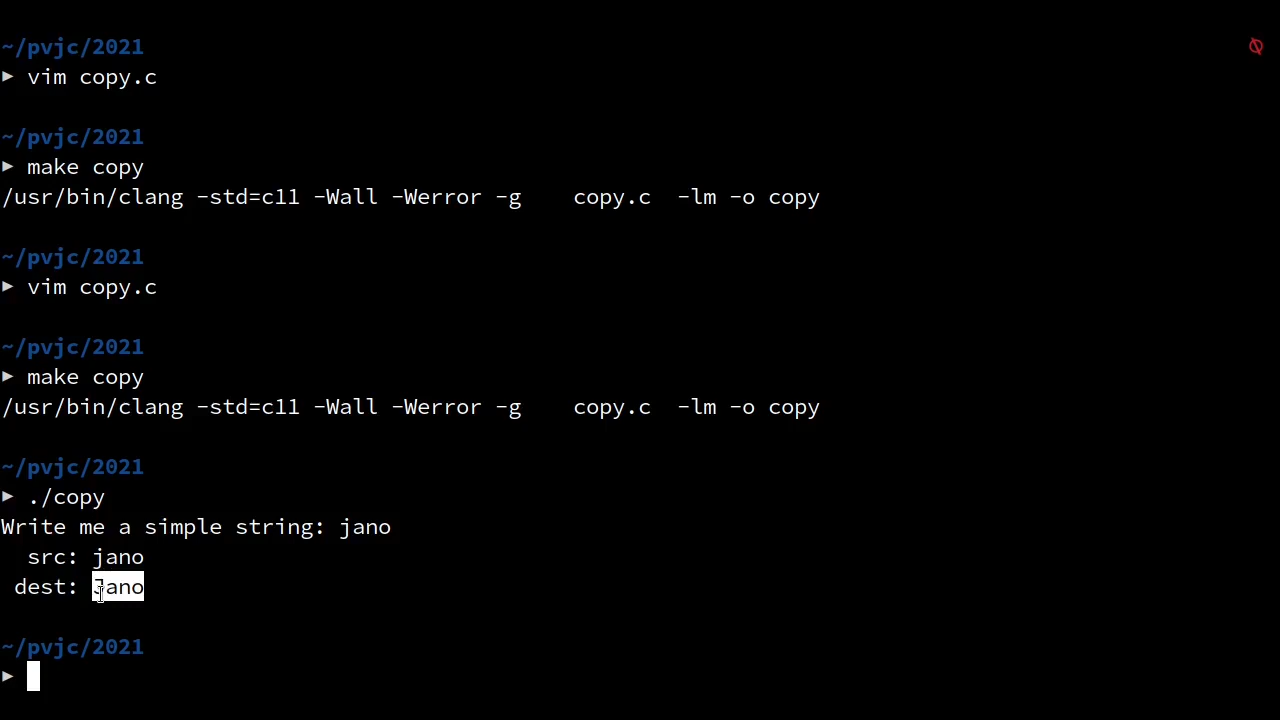 ~/pvjc/2021
▶ vim copy.c
~/pvjc/2021
▶ make copy
/usr/bin/clang -std=c11 -Wall -Werror -g    copy.c  -lm -o copy
~/pvjc/2021
▶ vim copy.c
~/pvjc/2021
▶ make copy
/usr/bin/clang -std=c11 -Wall -Werror -g    copy.c  -lm -o copy
~/pvjc/2021
▶ ./copy
Write me a simple string: jano
  src: jano
 dest: Jano
~/pvjc/2021
▶